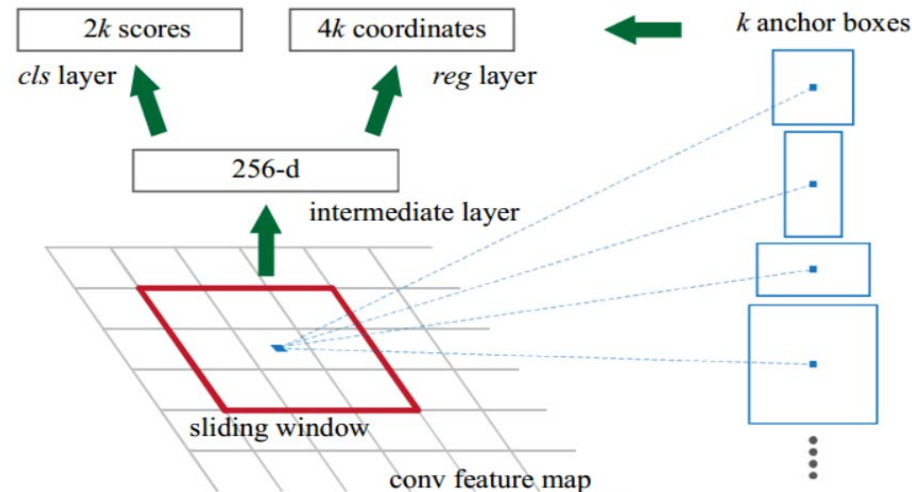 2k scores
4k coordinates
k anchor boxes
cls layer
reg layer
256-d
intermediate layer
sliding window
conv feature map